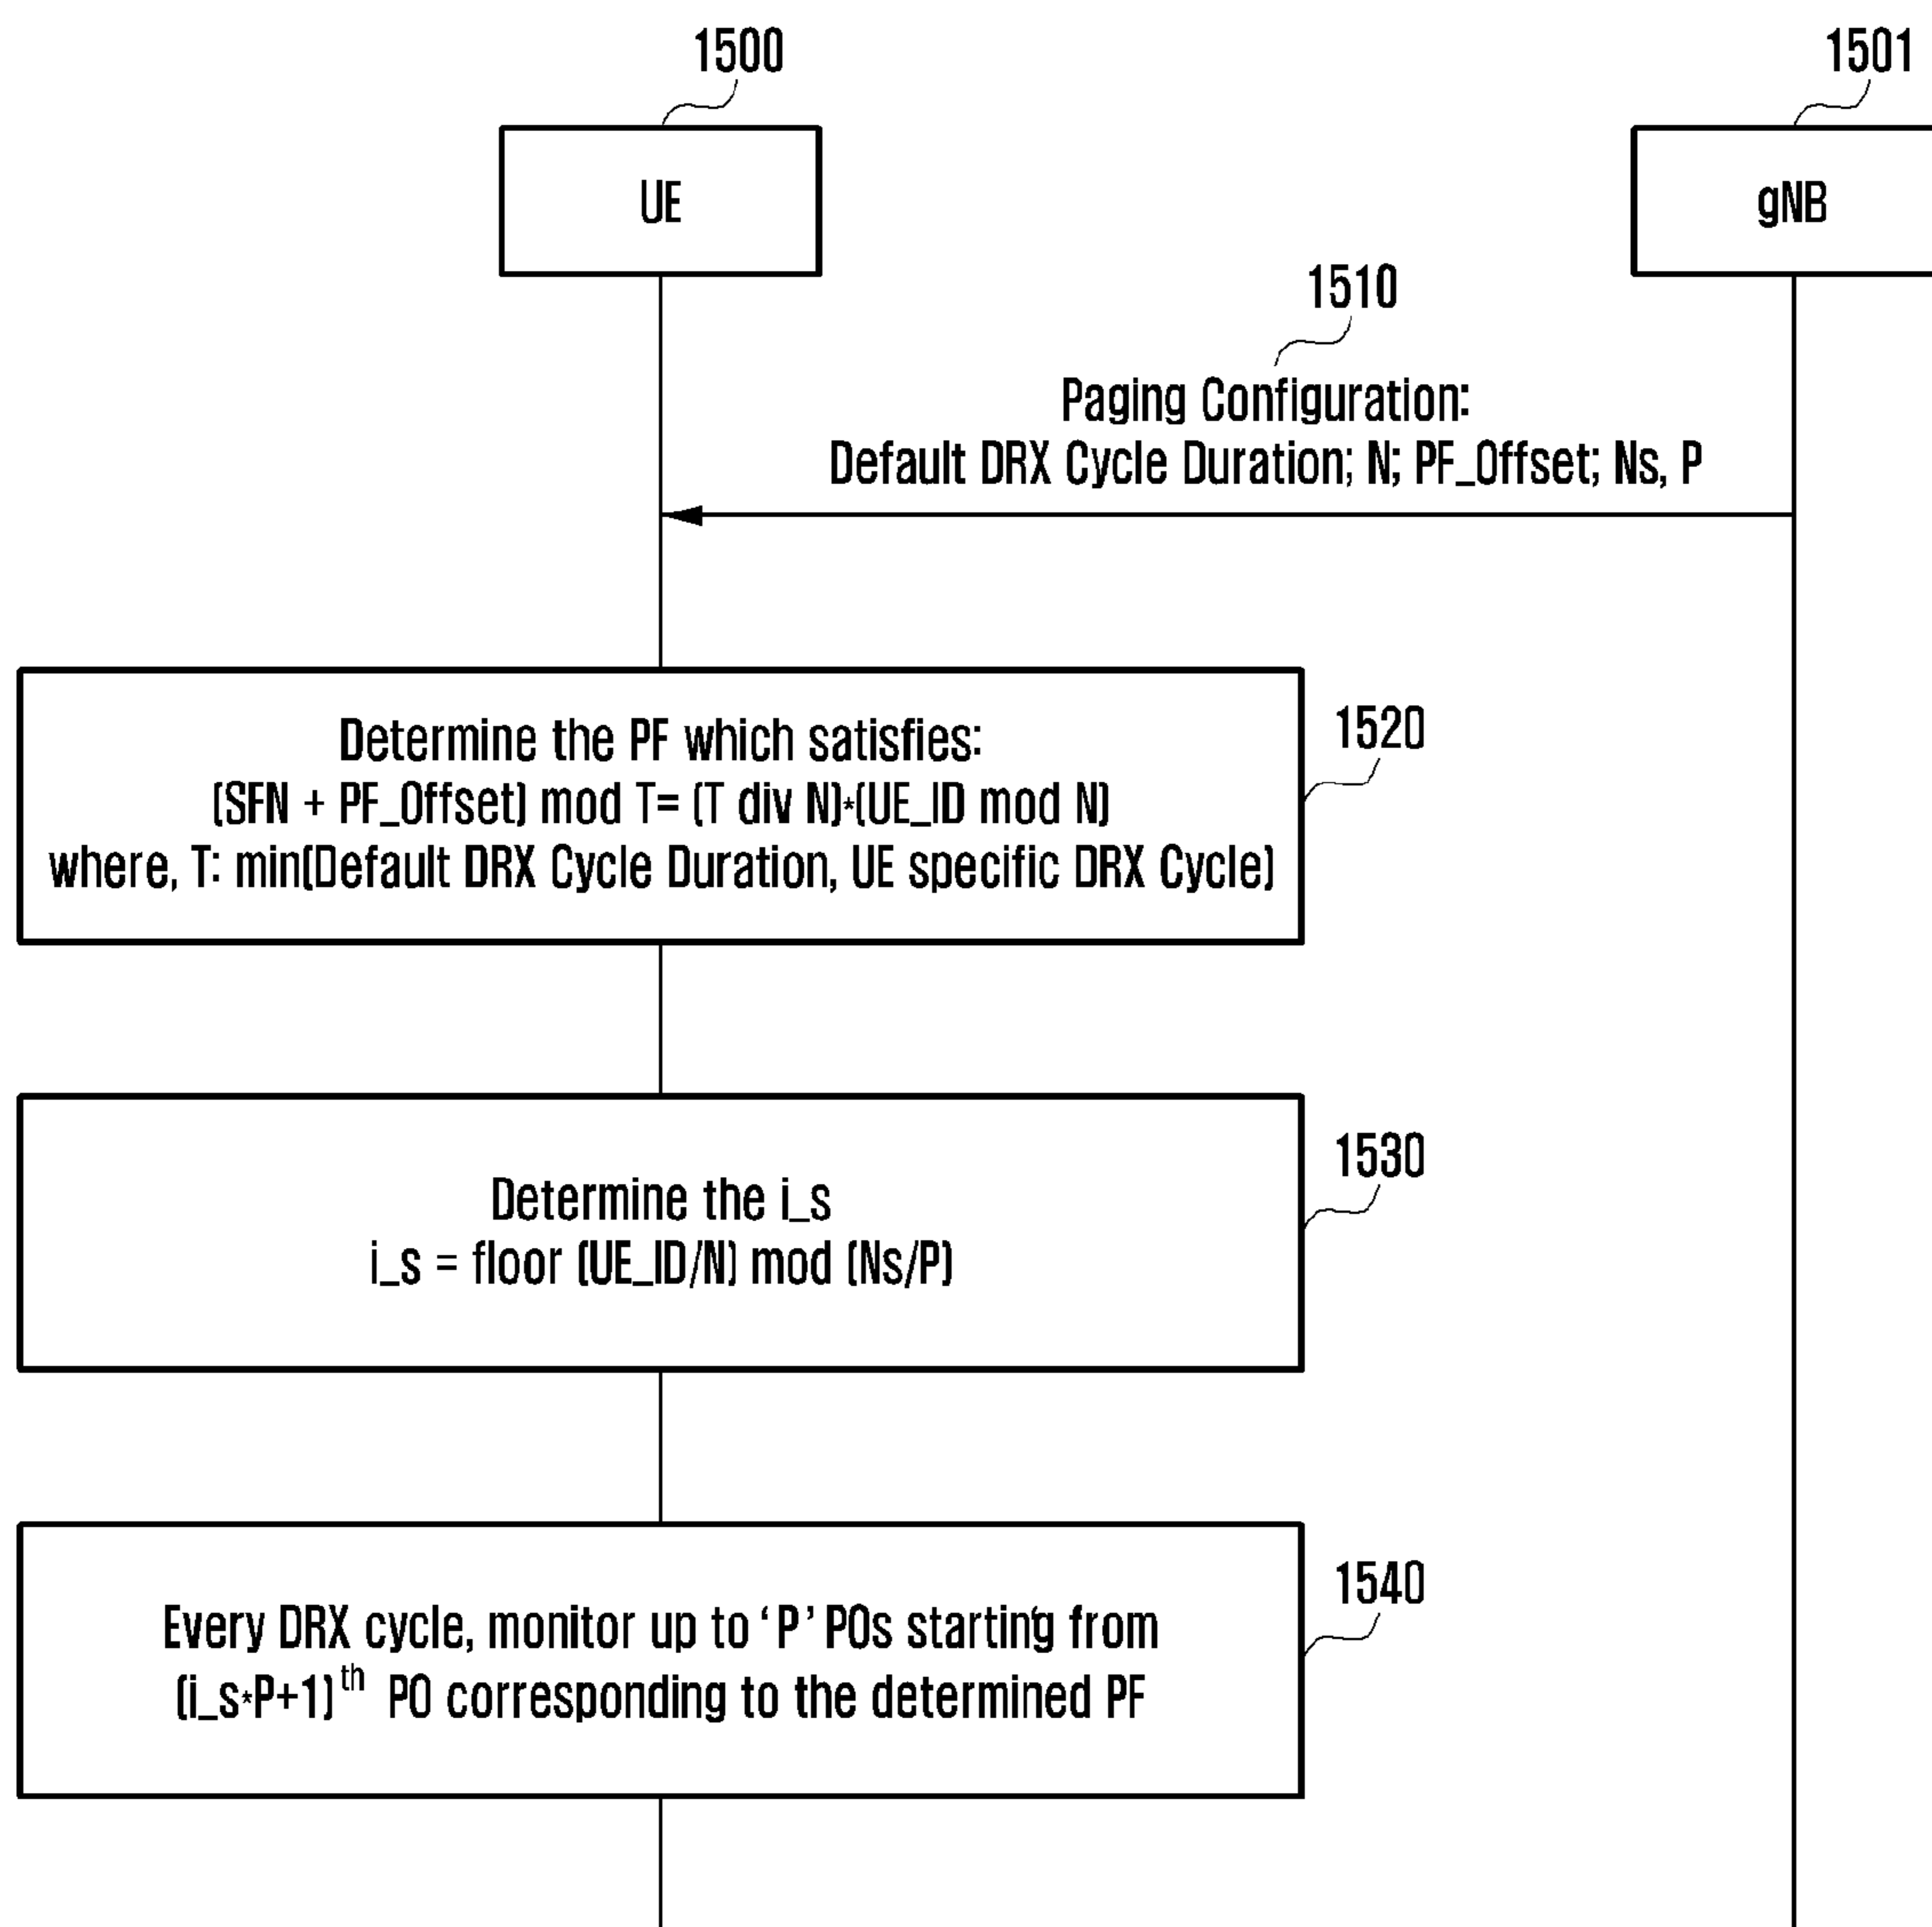 1500
1501
UE
gNB
1510
Paging Configuration:
Default DRX Cycle Duration; N; PF_Offset; Ns, P
Determine the PF which satisfies:
(SFN + PF_Offset) mod T= (T div N)*(UE_ID mod N)
where, T: min(Default DRX Cycle Duration, UE specific DRX Cycle)
1520
Determine the i_s
i_s = floor (UE_ID/N) mod (Ns/P)
1530
Every DRX cycle, monitor up to ‘P’ POs starting from
(i_s*P+1)th PO corresponding to the determined PF
1540